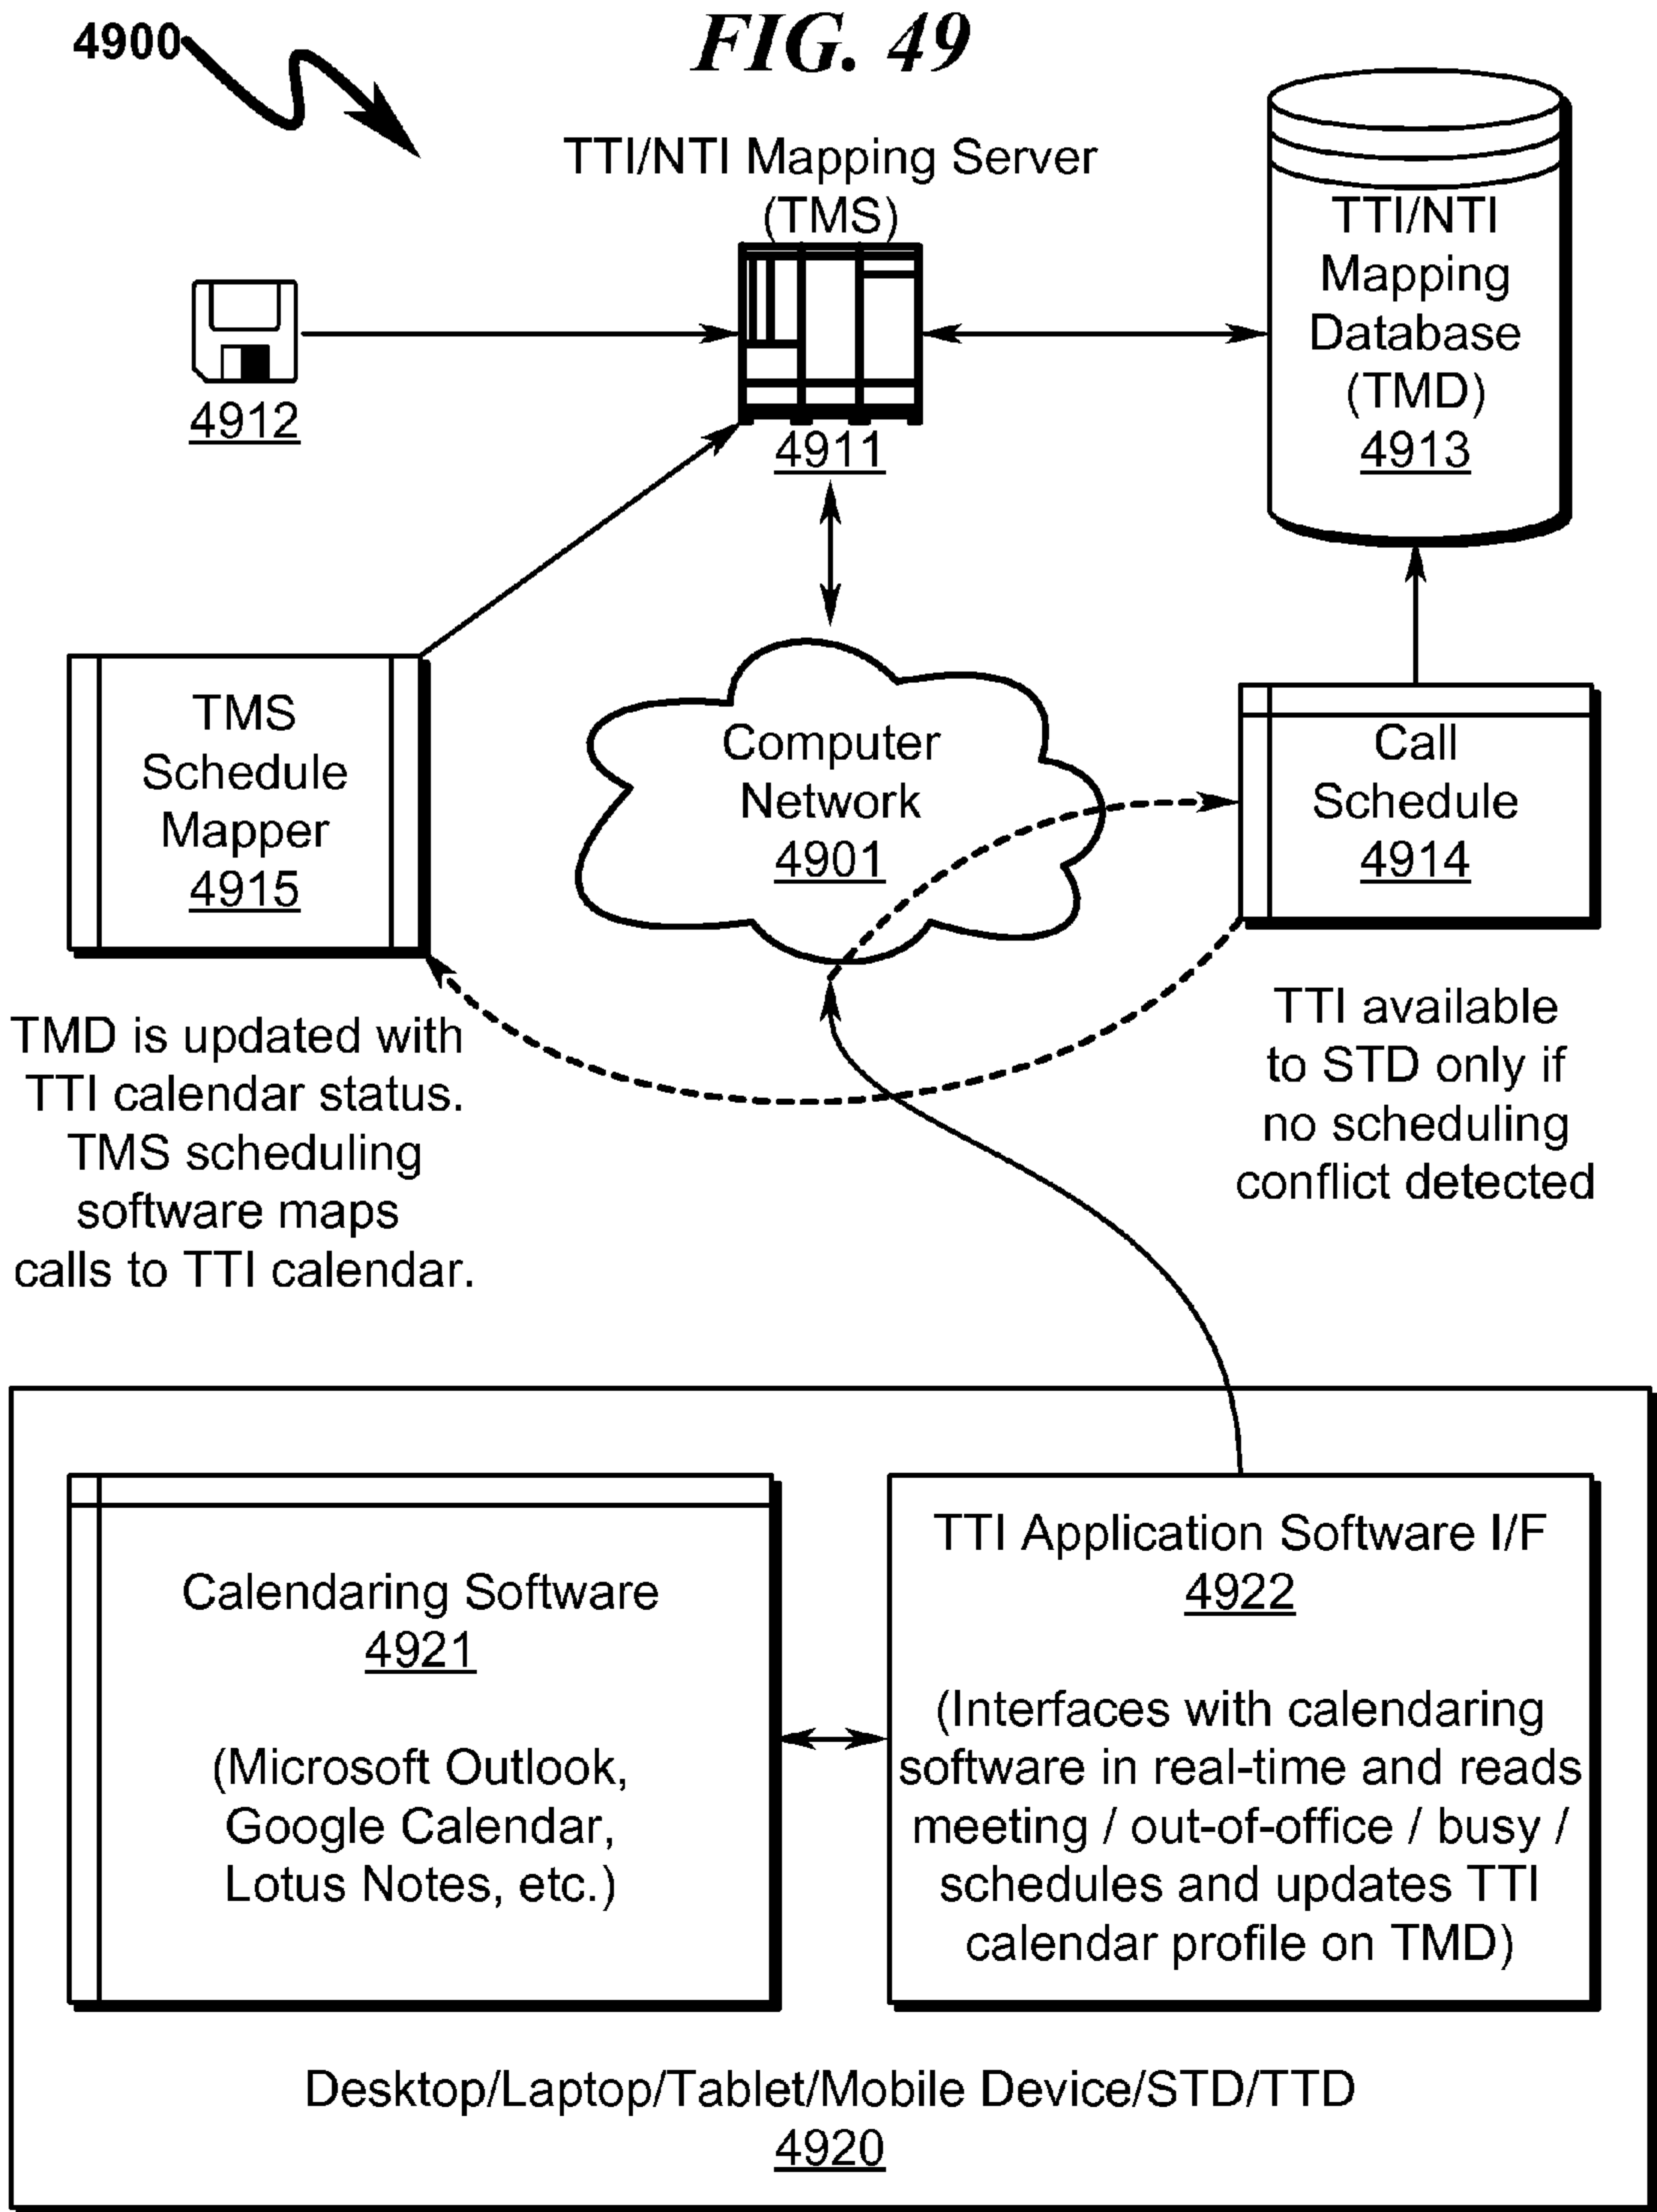 4900
FIG. 49
TTI/NTI Mapping Server
(TMS)
4911
4912
TTI/NTI
Mapping
Database
(TMD)
4913
TMS
Schedule
Mapper
4915
Computer
Network
4901
Call
Schedule
4914
TMD is updated with
TTI calendar status.
TMS scheduling
software maps
calls to TTI calendar.
TTI available
to STD only if
no scheduling
conflict detected
Calendaring Software
4921
(Microsoft Outlook,
Google Calendar,
Lotus Notes, etc.)
TTI Application Software I/F
4922
(Interfaces with calendaring
software in real-time and reads
meeting / out-of-office / busy /
schedules and updates TTI
calendar profile on TMD)
Desktop/Laptop/Tablet/Mobile Device/STD/TTD
4920